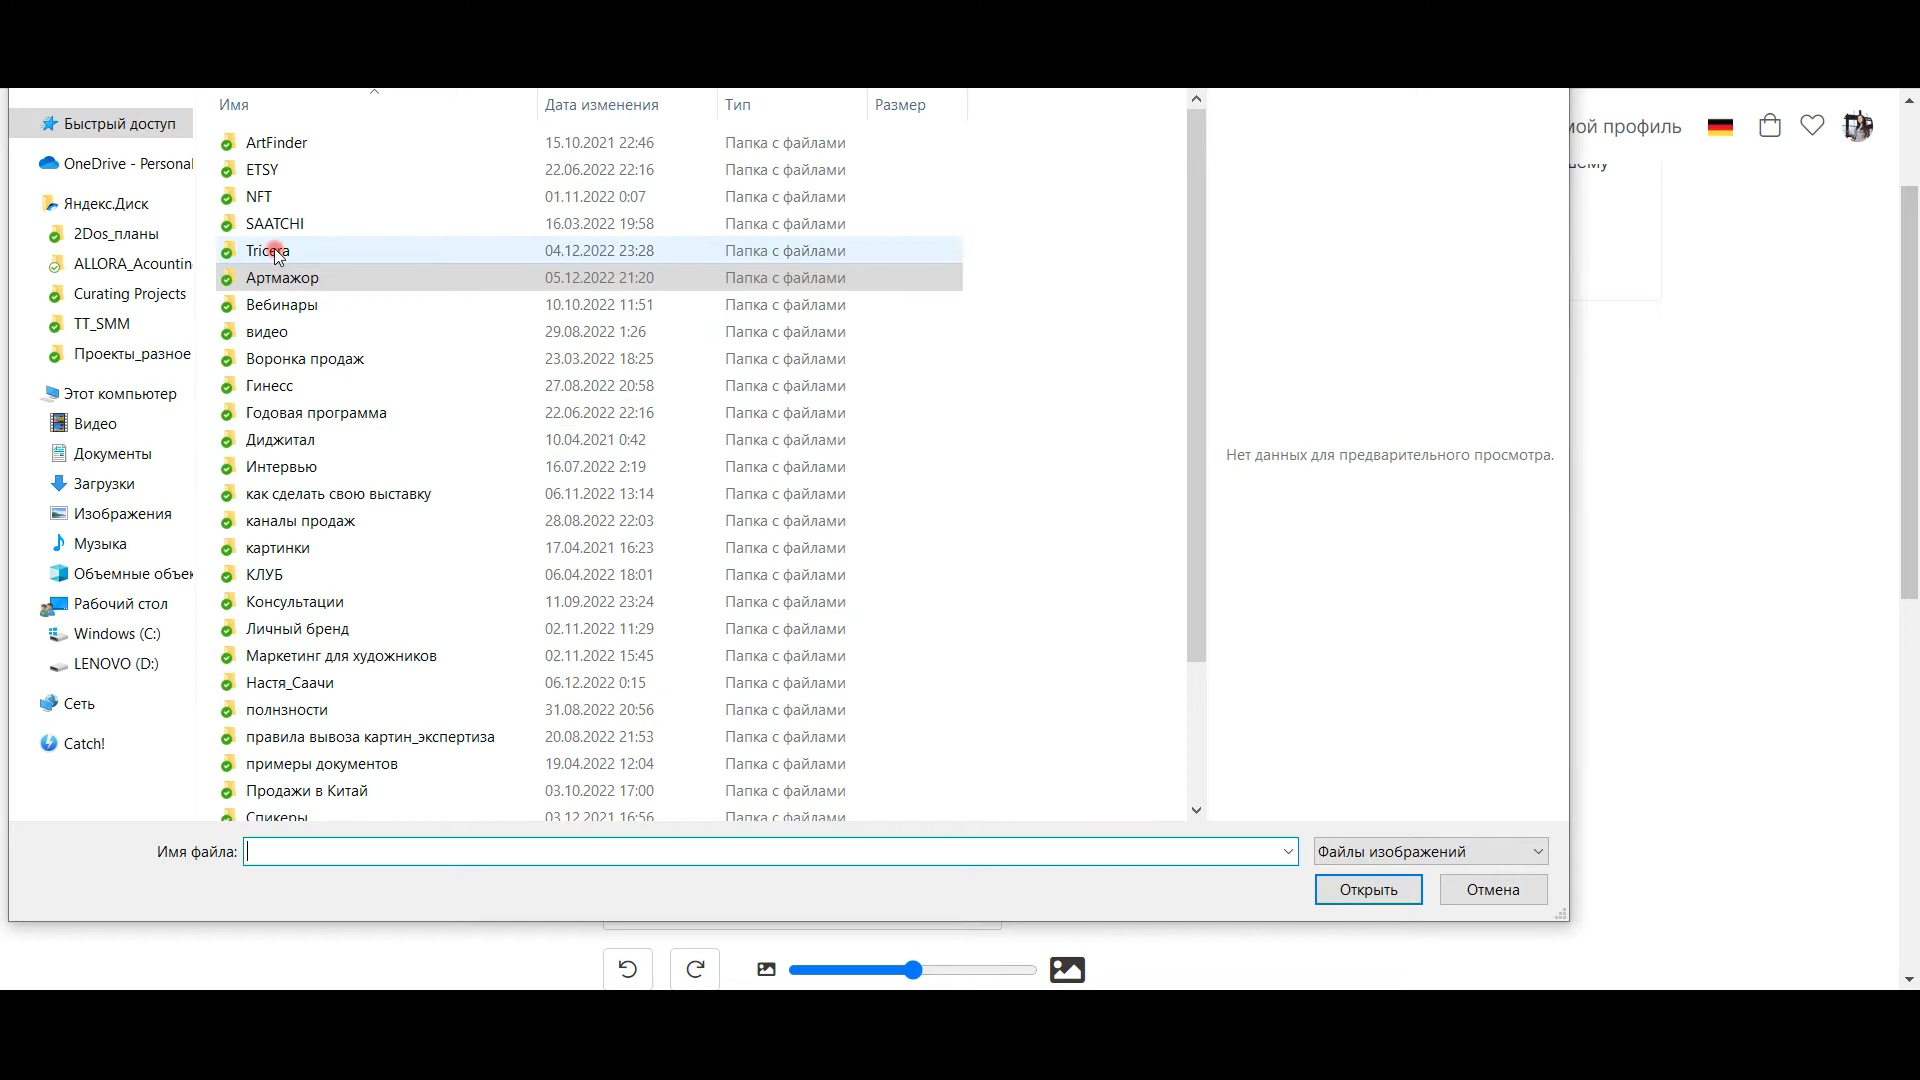 Имя Дата изменения Тип Размер
Быстрый доступ
OneDrive - Personal
Яндекс.Диск
2Dos_планы
ALLORA_Acountin
Curating Projects
TT_SMM
Проекты_разное
Этот компьютер
Видео
Документы
Загрузки
Изображения
Музыка
Объемные объек
Рабочий стол
Windows (C:)
LENOVO (D:)
Сеть
Catch!
ArtFinder 15.10.2021 22:46 Папка с файлами
ETSY 22.06.2022 22:16 Папка с файлами
NFT 01.11.2022 0:07 Папка с файлами
SAATCHI 16.03.2022 19:58 Папка с файлами
Tricera 04.12.2022 23:28 Папка с файлами
Артмажор 05.12.2022 21:20 Папка с файлами
Вебинары 10.10.2022 11:51 Папка с файлами
видео 29.08.2022 1:26 Папка с файлами
Воронка продаж 23.03.2022 18:25 Папка с файлами
Гинесс 27.08.2022 20:58 Папка с файлами
Годовая программа 22.06.2022 22:16 Папка с файлами
Диджитал 10.04.2021 0:42 Папка с файлами
Интервью 16.07.2022 2:19 Папка с файлами
как сделать свою выставку 06.11.2022 13:14 Папка с файлами
каналы продаж 28.08.2022 22:03 Папка с файлами
картинки 17.04.2021 16:23 Папка с файлами
КЛУБ 06.04.2022 18:01 Папка с файлами
Консультации 11.09.2022 23:24 Папка с файлами
Личный бренд 02.11.2022 11:29 Папка с файлами
Маркетинг для художников 02.11.2022 15:45 Папка с файлами
Настя_Саачи 06.12.2022 0:15 Папка с файлами
полнзности 31.08.2022 20:56 Папка с файлами
правила вывоза картин_экспертиза 20.08.2022 21:53 Папка с файлами
примеры документов 19.04.2022 12:04 Папка с файлами
Продажи в Китай 03.10.2022 17:00 Папка с файлами
Спикеры 03.12.2021 16:56 Папка с файлами
Нет данных для предварительного просмотра.
мой профиль
Имя файла:
Файлы изображений
Открыть Отмена